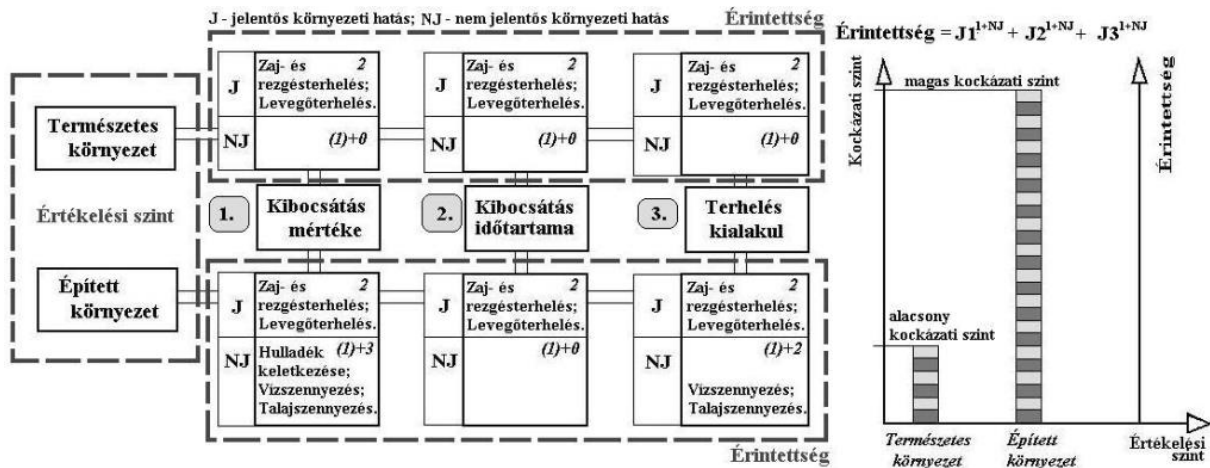 J - jelentős környezeti hatás; NJ - nem jelentős környezeti hatás
Érintettség
Értékelési szint
Természetes
környezet
Épített
környezet
J
Zaj- és 2
rezgésterhelés;
Levegőterhelés.
NJ
(1)+0
J
Zaj- és 2
rezgésterhelés;
Levegőterhelés.
NJ
(1)+0
J
Zaj- és 2
rezgésterhelés;
Levegőterhelés.
NJ
(1)+0
1.
Kibocsátás
mértéke
2.
Kibocsátás
időtartama
3.
Terhelés
kialakul
J
Zaj- és 2
rezgésterhelés;
Levegőterhelés.
NJ
Hulladék (1)+3
keletkezése;
Vízszennyezés;
Talajszennyezés.
J
Zaj- és 2
rezgésterhelés;
Levegőterhelés.
NJ
(1)+0
J
Zaj- és 2
rezgésterhelés;
Levegőterhelés.
NJ
(1)+2
Vízszennyezés;
Talajszennyezés.
Érintettség
Érintettség = J1^1+NJ + J2^1+NJ + J3^1+NJ
Kockázati szint
magas kockázati szint
alacsony
kockázati szint
Érintettség
Természetes
környezet
Épített
környezet
Értékelési
szint